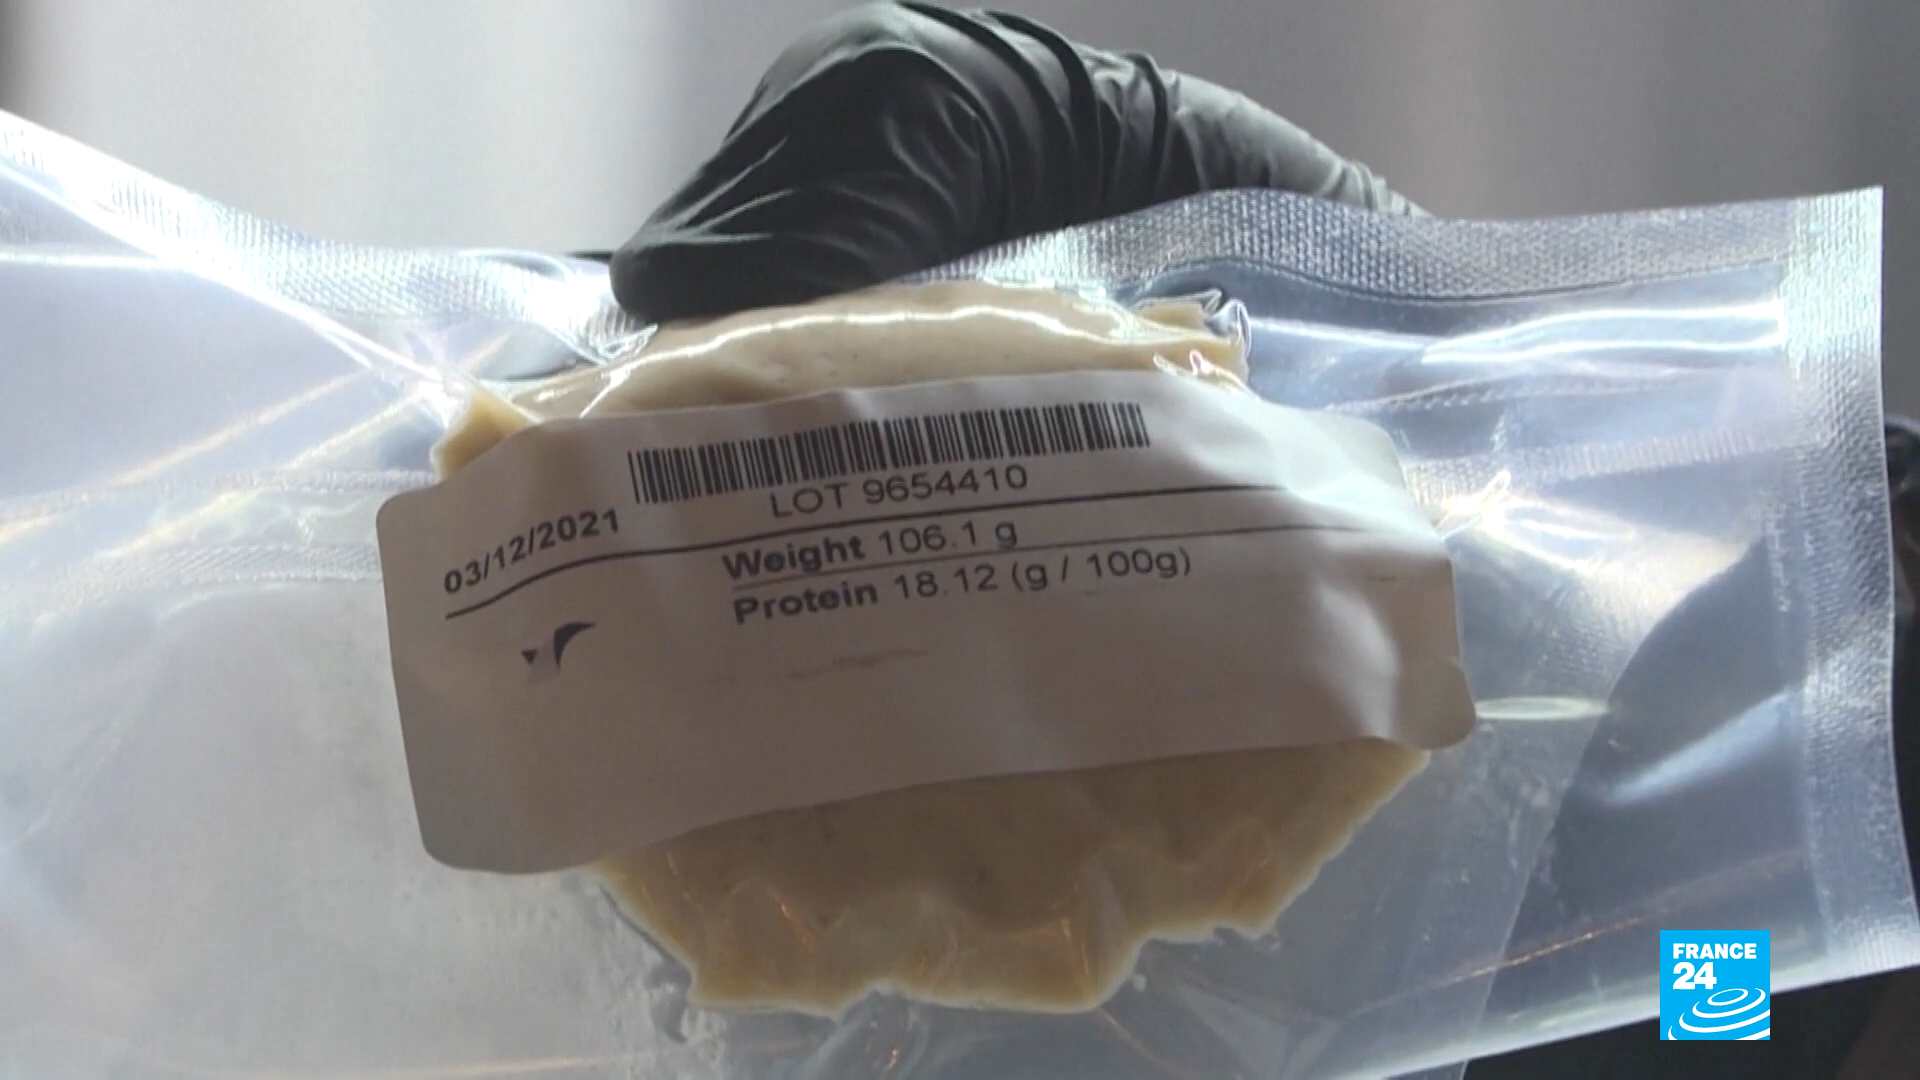 LOT 9654410
03/12/2021
Weight 106.1 g
Protein 18.12 (g / 100g)
FRANCE
24